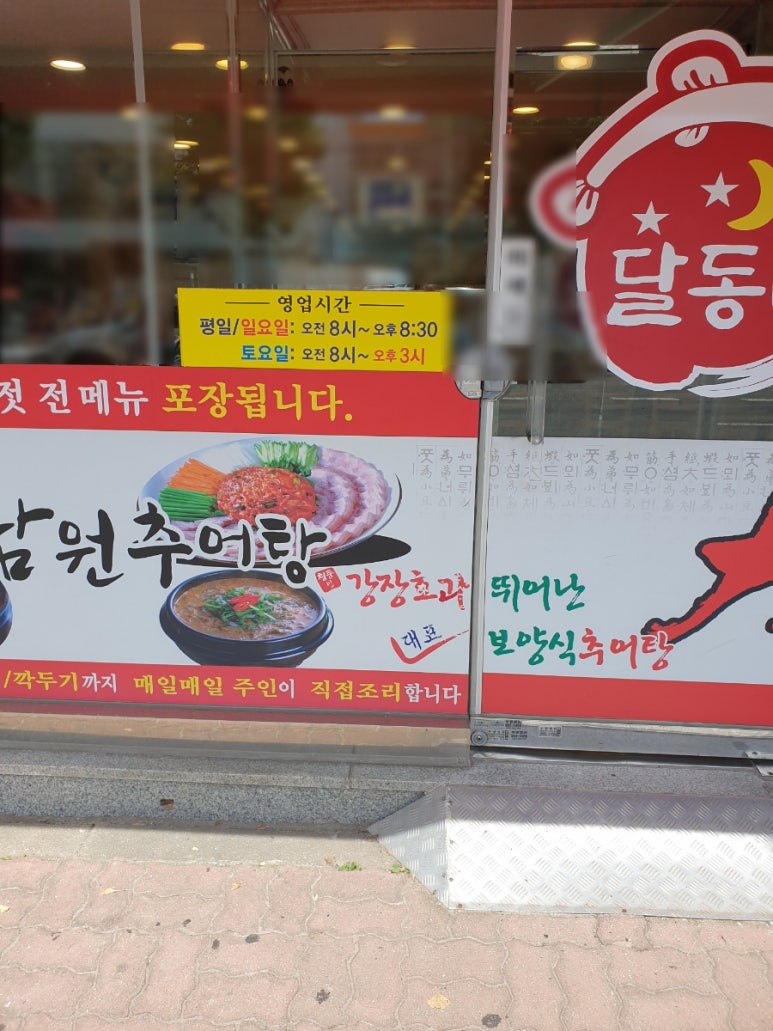 영업시간
평일/일요일: 오전 8시~오후 8:30
토요일: 오전 8시~오후 3시
달동
젓 전메뉴 포장됩니다.
원추어탕
강장효과 뛰어난
대표 보양식추어탕
/깍두기까지 매일매일 주인이 직접조리합니다